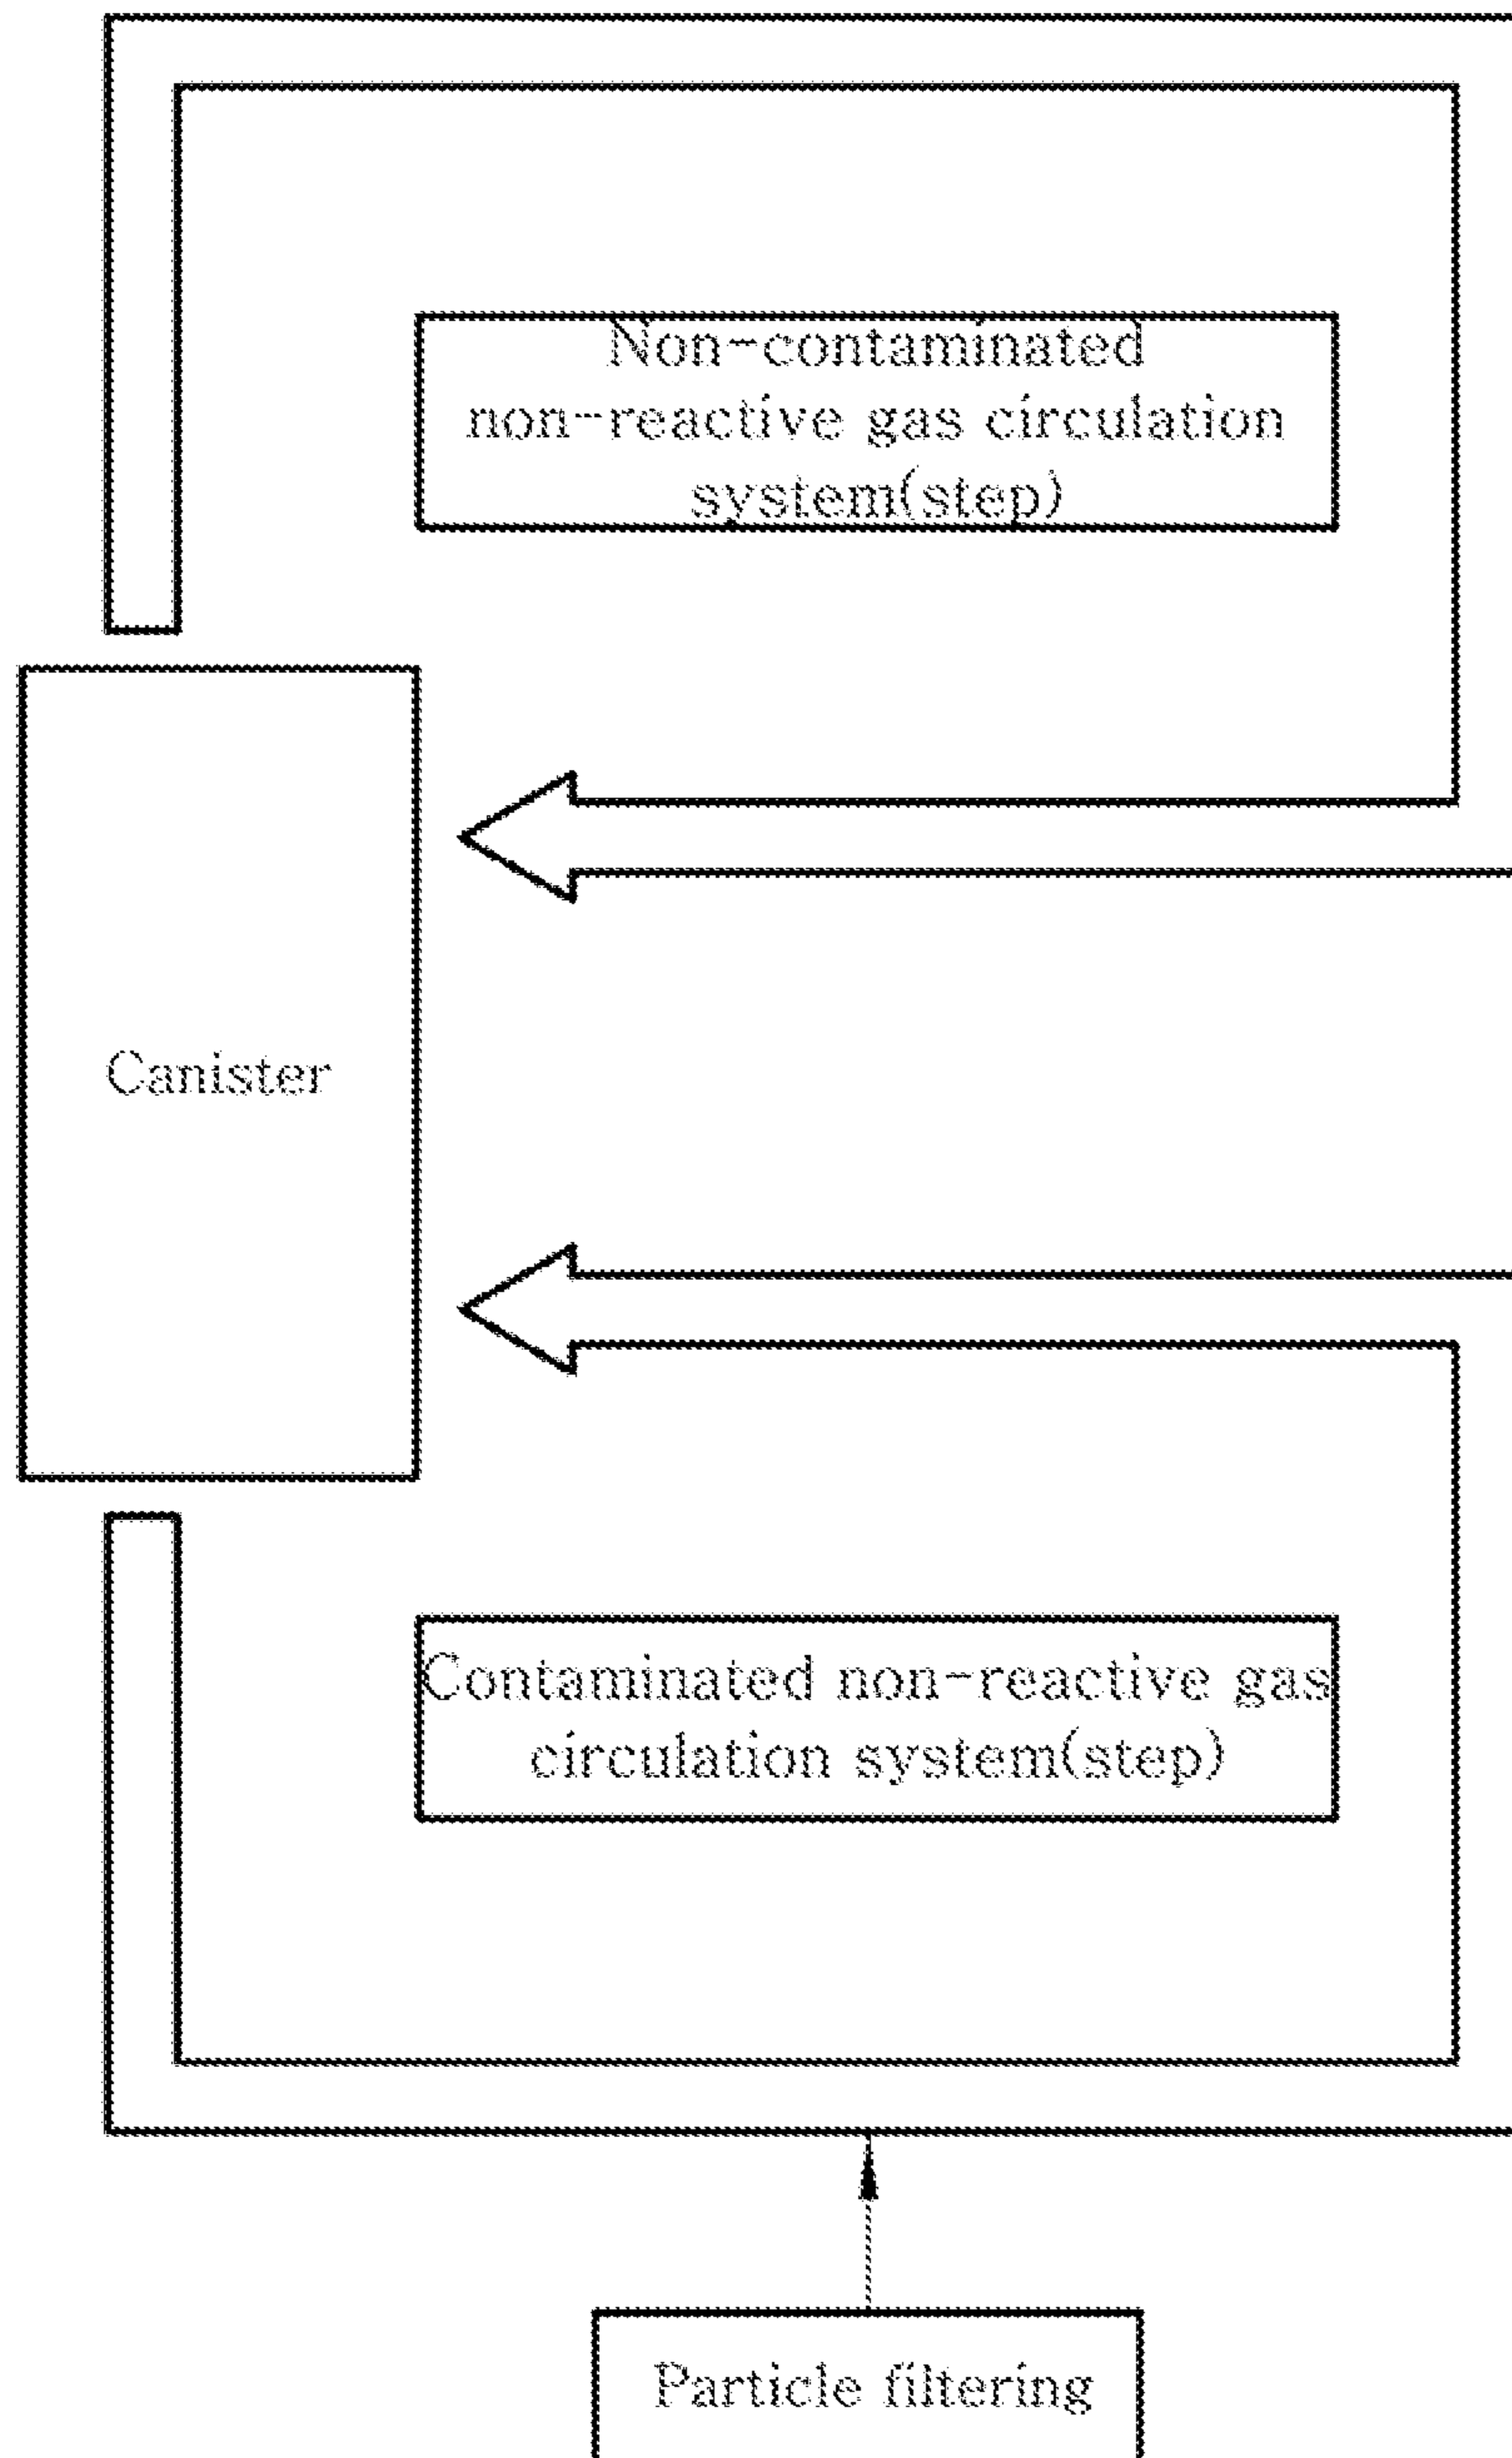 Non-contaminated
non-reactive gas circulation
system(step)
Canister
Contaminated non-reactive gas
circulation system(step)
Particle filtering